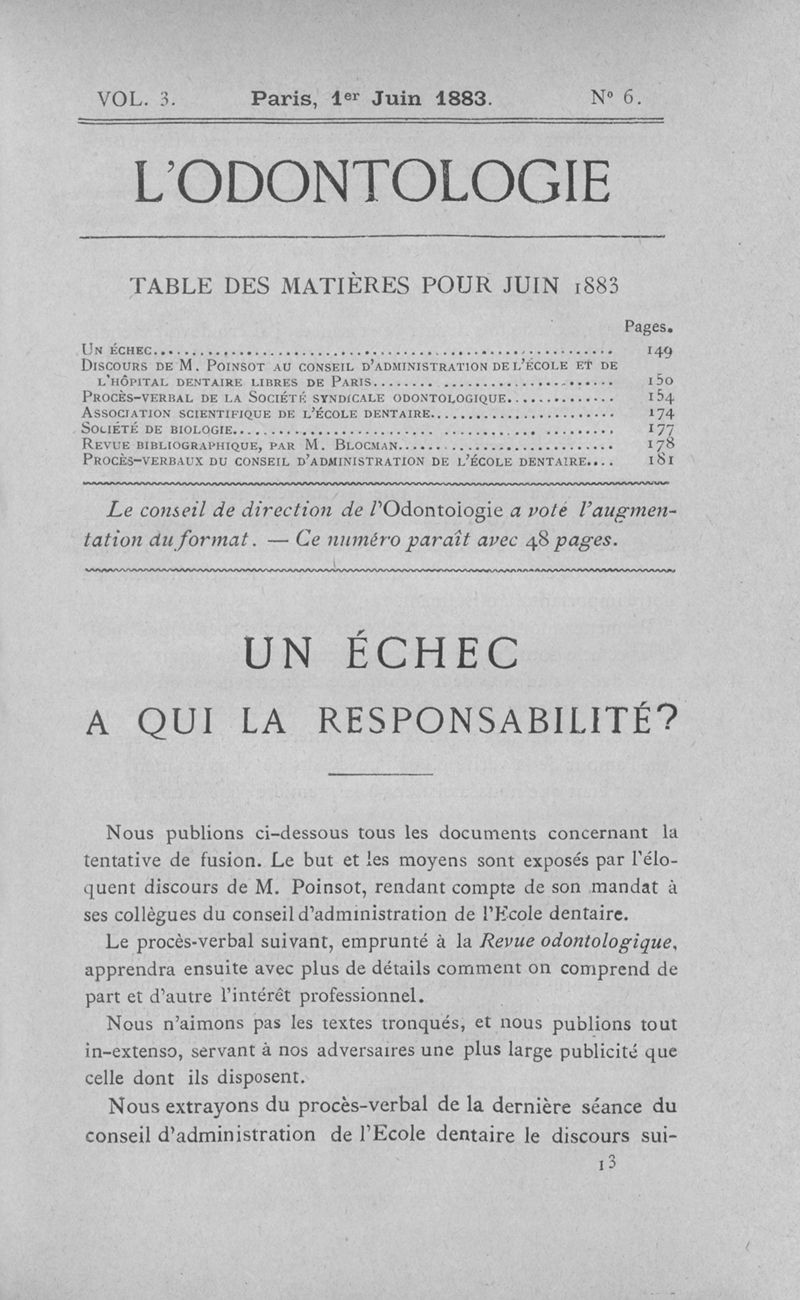 VOL. 3. Paris, 1er Juin 1883. N° 6.
L'ODONTOLOGIE
TABLE DES MATIÈRES POUR JUIN 1883
Pages.
UN ÉCHEC........................................................ 149
DISCOURS DE M. POINSOT AU CONSEIL D'ADMINISTRATION DE L'ÉCOLE ET DE
L'HÔPITAL DENTAIRE LIBRES DE PARIS................................ 150
PROCÈS-VERBAL DE LA SOCIÉTÉ SYNDICALE ODONTOLOGIQUE.............. 154
ASSOCIATION SCIENTIFIQUE DE L'ÉCOLE DENTAIRE........................ 174
SOCIÉTÉ DE BIOLOGIE................................................ 177
REVUE BIBLIOGRAPHIQUE, PAR M. BLOCMAN.............................. 178
PROCÈS-VERBAUX DU CONSEIL D'ADMINISTRATION DE L'ÉCOLE DENTAIRE.... 181
Le conseil de direction de l'Odontologie a voté l'augmen-
tation du format. — Ce numéro paraît avec 48 pages.
UN ÉCHEC
A QUI LA RESPONSABILITÉ?
Nous publions ci-dessous tous les documents concernant la
tentative de fusion. Le but et les moyens sont exposés par l'élo-
quent discours de M. Poinsot, rendant compte de son mandat à
ses collègues du conseil d'administration de l'Ecole dentaire.
Le procès-verbal suivant, emprunté à la Revue odontologique,
apprendra ensuite avec plus de détails comment on comprend de
part et d'autre l'intérêt professionnel.
Nous n'aimons pas les textes tronqués, et nous publions tout
in-extenso, servant à nos adversaires une plus large publicité que
celle dont ils disposent.
Nous extrayons du procès-verbal de la dernière séance du
conseil d'administration de l'Ecole dentaire le discours sui-
13